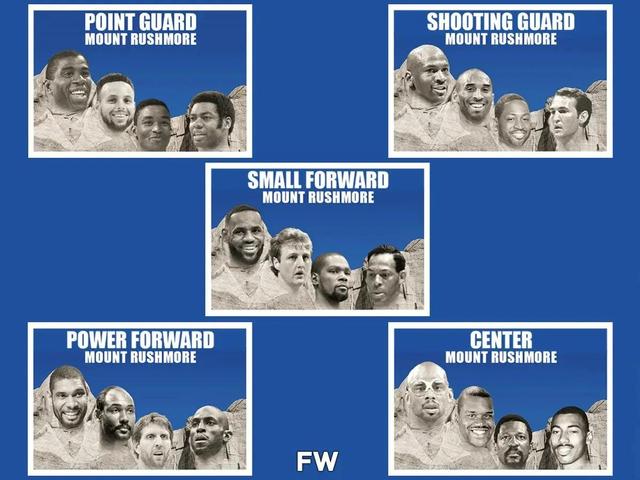 POINT GUARD
MOUNT RUSHMORE
SHOOTING GUARD
MOUNT RUSHMORE
SMALL FORWARD
MOUNT RUSHMORE
POWER FORWARD
MOUNT RUSHMORE
CENTER
MOUNT RUSHMORE
FW